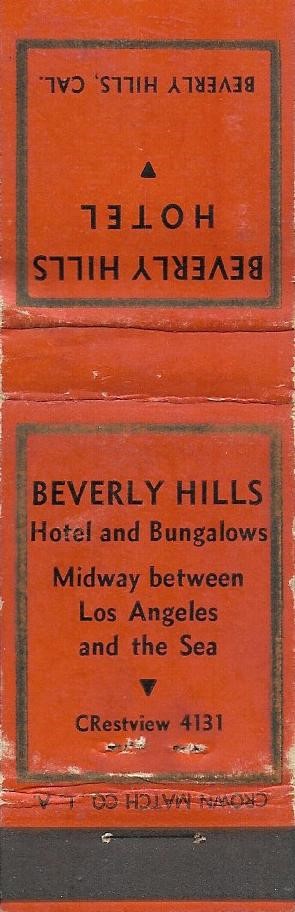 BEVERLY HILLS
HOTEL
BEVERLY HILLS, CAL.
BEVERLY HILLS
Hotel and Bungalows
Midway between
Los Angeles
and the Sea
CRestview 4131
CROWN MATCH CO. L. A.